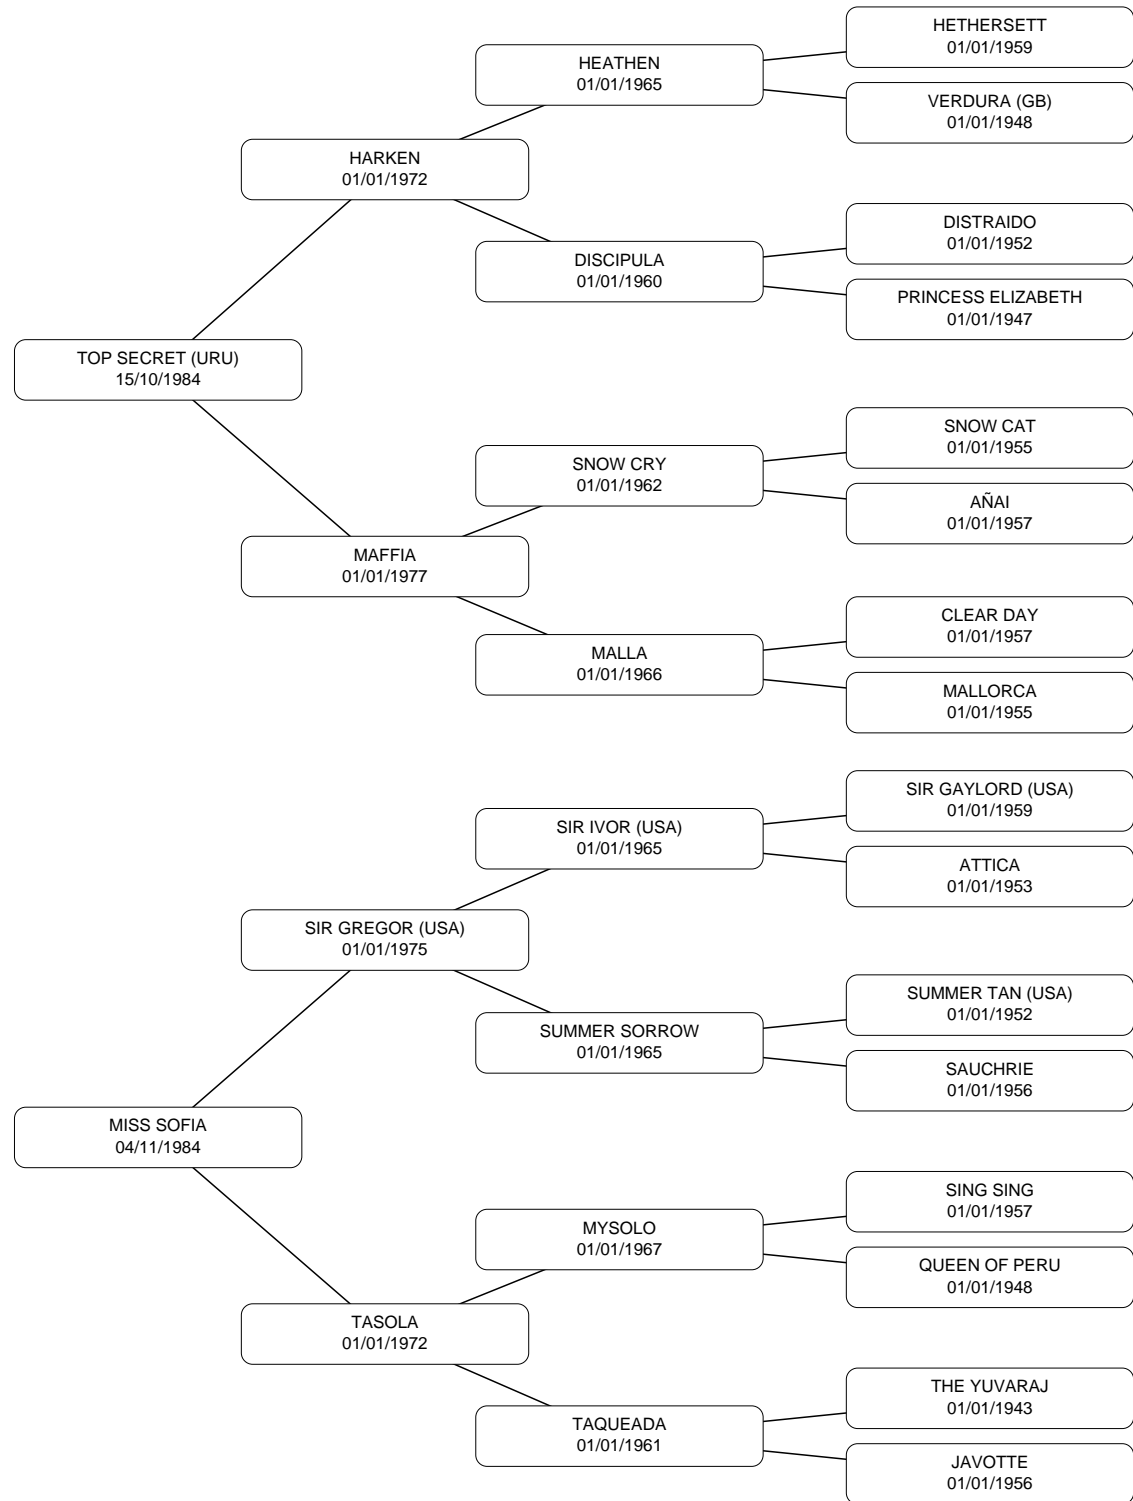 HETHERSETT
01/01/1959
HEATHEN
01/01/1965
VERDURA (GB)
01/01/1948
HARKEN
01/01/1972
DISTRAIDO
01/01/1952
DISCIPULA
01/01/1960
PRINCESS ELIZABETH
01/01/1947
TOP SECRET (URU)
15/10/1984
SNOW CAT
01/01/1955
SNOW CRY
01/01/1962
AÑAI
01/01/1957
MAFFIA
01/01/1977
CLEAR DAY
01/01/1957
MALLA
01/01/1966
MALLORCA
01/01/1955
SIR GAYLORD (USA)
01/01/1959
SIR IVOR (USA)
01/01/1965
ATTICA
01/01/1953
SIR GREGOR (USA)
01/01/1975
SUMMER TAN (USA)
01/01/1952
SUMMER SORROW
01/01/1965
SAUCHRIE
01/01/1956
MISS SOFIA
04/11/1984
SING SING
01/01/1957
MYSOLO
01/01/1967
QUEEN OF PERU
01/01/1948
TASOLA
01/01/1972
THE YUVARAJ
01/01/1943
TAQUEADA
01/01/1961
JAVOTTE
01/01/1956